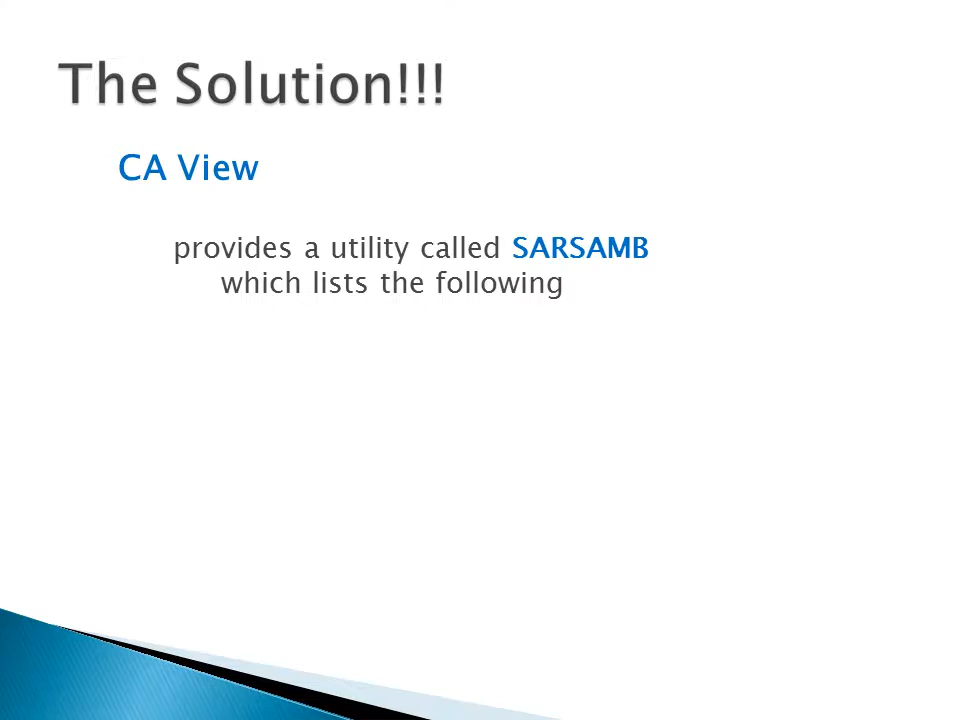 The Solution!!!
CA View
provides a utility called SARSAMB
which lists the following